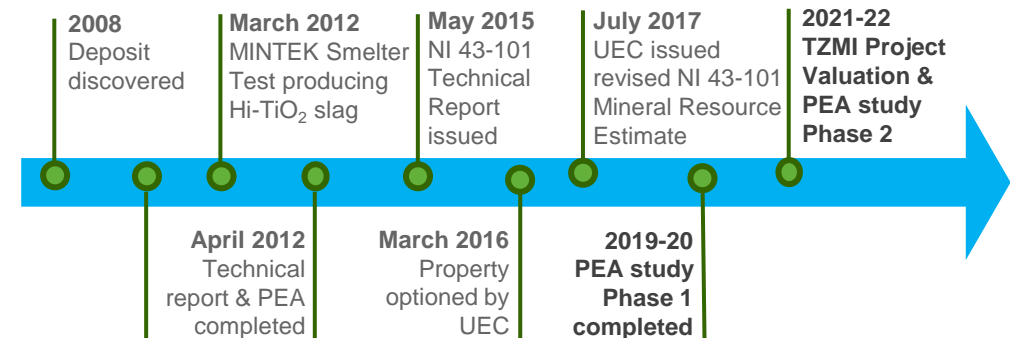 2008
Deposit
discovered
March 2012
MINTEK Smelter
Test producing
Hi-TiO₂ slag
May 2015
NI 43-101
Technical
Report
issued
July 2017
UEC issued
revised NI 43-101
Mineral Resource
Estimate
2021-22
TZMI Project
Valuation &
PEA study
Phase 2
April 2012
Technical
report & PEA
completed
March 2016
Property
optioned by
UEC
2019-20
PEA study
Phase 1
completed